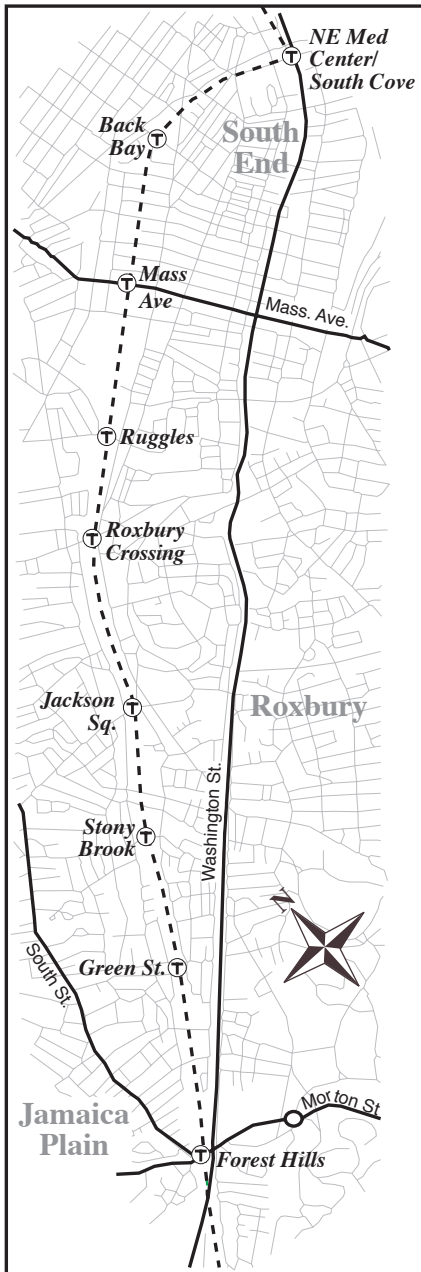 NE Med
Center/
South Cove
T
Back
Bay
T
South
End
Mass
Ave
T
Mass. Ave.
T
Ruggles
T
Roxbury
Crossing
Jackson
Sq.
T
Roxbury
Washington St.
Stony
Brook
T
N
Green St.
T
South St.
Morton St
Jamaica
Plain
T
Forest Hills